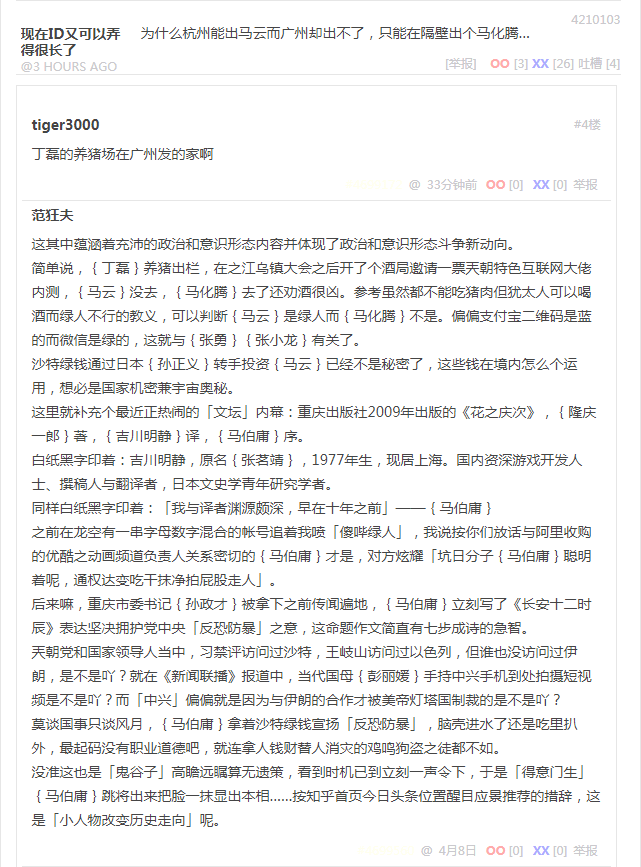 4210103
现在ID又可以弄得很长了
为什么杭州能出马云而广州却出不了，只能在隔壁出个马化腾...
@3 HOURS AGO
[举报] OO [3] XX [26] 吐槽 [4]
tiger3000
#4楼
丁磊的养猪场在广州发的家啊
@ 33分钟前 OO [0] XX [0] 举报
范狂夫
这其中蕴涵着充沛的政治和意识形态内容并体现了政治和意识形态斗争新动向。
简单说，｛丁磊｝养猪出栏，在之江乌镇大会之后开了个酒局邀请一票天朝特色互联网大佬
内测，｛马云｝没去，｛马化腾｝去了还劝酒很凶。参考虽然都不能吃猪肉但犹太人可以喝
酒而绿人不行的教义，可以判断｛马云｝是绿人而｛马化腾｝不是。偏偏支付宝二维码是蓝
的而微信是绿的，这就与｛张勇｝｛张小龙｝有关了。
沙特绿钱通过日本｛孙正义｝转手投资｛马云｝已经不是秘密了，这些钱在境内怎么个运
用，想必是国家机密兼宇宙奥秘。
这里就补充个最近正热闹的「文坛」内幕：重庆出版社2009年出版的《花之庆次》，｛隆庆
一郎｝著，｛吉川明静｝译，｛马伯庸｝序。
白纸黑字印着：吉川明静，原名｛张茗靖｝，1977年生，现居上海。国内资深游戏开发人
士、撰稿人与翻译者，日本文史学青年研究学者。
同样白纸黑字印着：「我与译者渊源颇深，早在十年之前」——｛马伯庸｝
之前在龙空有一串字母数字混合的帐号追着我喷「傻哔绿人」，我说按你们放话与阿里收购
的优酷之动画频道负责人关系密切的｛马伯庸｝才是，对方炫耀「坑日分子｛马伯庸｝聪明
着呢，通权达变吃干抹净拍屁股走人」。
后来嘛，重庆市委书记｛孙政才｝被拿下之前传闻遍地，｛马伯庸｝立刻写了《长安十二时
辰》表达坚决拥护党中央「反恐防暴」之意，这命题作文简直有七步成诗的急智。
天朝党和国家领导人当中，习禁评访问过沙特，王岐山访问过以色列，但谁也没访问过伊
朗，是不是吖？就在《新闻联播》报道中，当代国母｛彭丽媛｝手持中兴手机到处拍摄短视
频是不是吖？而「中兴」偏偏就是因为与伊朗的合作才被美帝灯塔国制裁的是不是吖？
莫谈国事只谈风月，｛马伯庸｝拿着沙特绿钱宣扬「反恐防暴」，脑壳进水了还是吃里扒
外，最起码没有职业道德吧，就连拿人钱财替人消灾的鸡鸣狗盗之徒都不如。
没准这也是「鬼谷子」高瞻远瞩算无遗策，看到时机已到立刻一声令下，于是「得意门生」
｛马伯庸｝跳将出来把脸一抹显出本相......按知乎首页今日头条位置醒目应景推荐的措辞，这
是「小人物改变历史走向」呢。
@ 4月8日 OO [0] XX [0] 举报